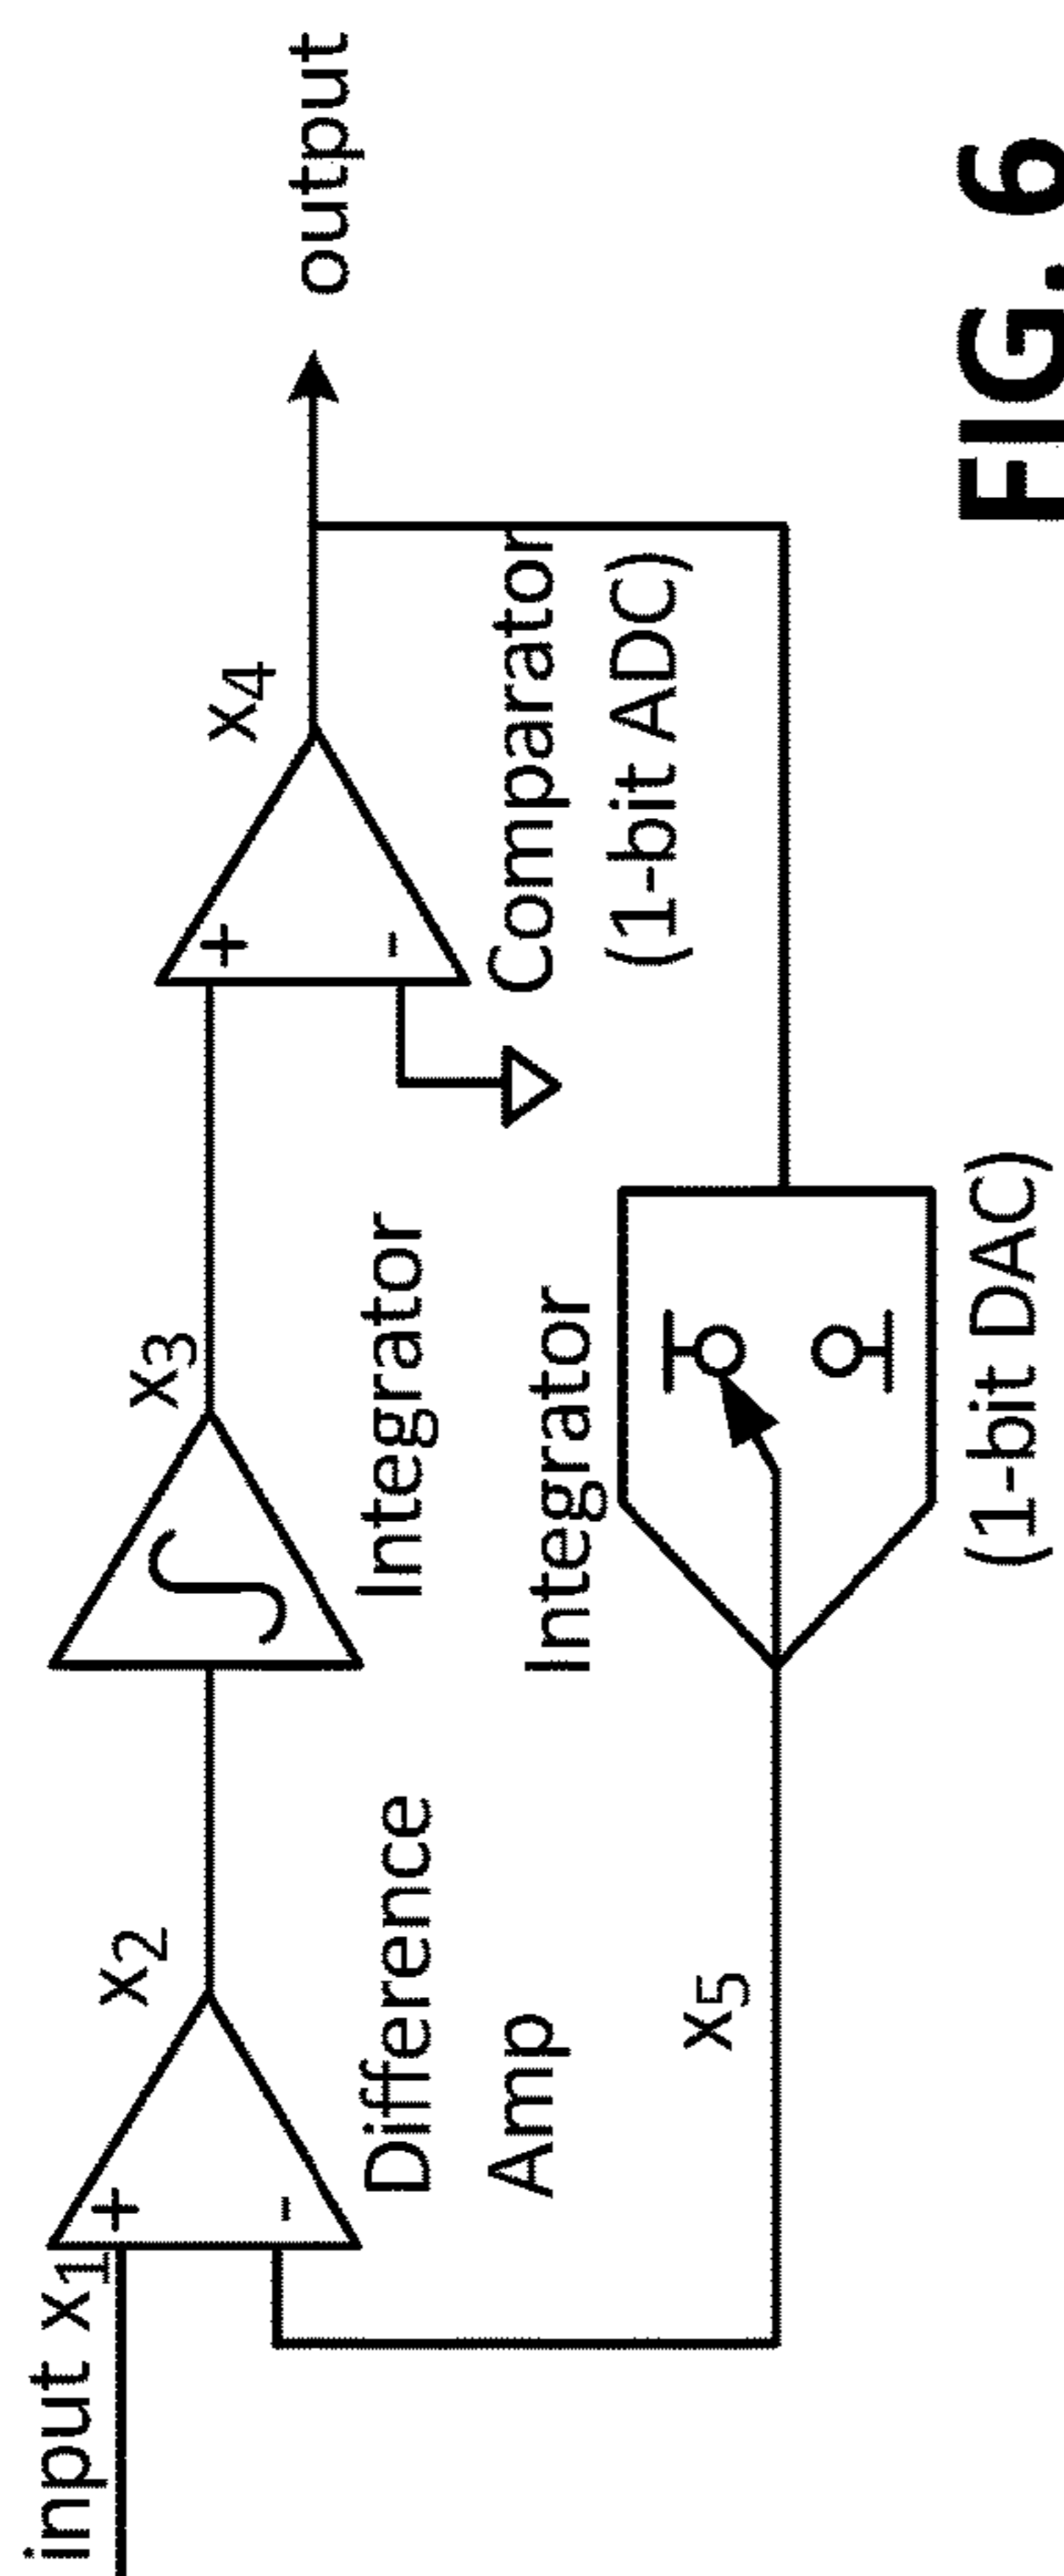 input x1
+
-
x2
Difference
Amp
x3
Integrator
+
-
x4
Comparator
(1-bit ADC)
output
Integrator
(1-bit DAC)
x5
FIG. 6